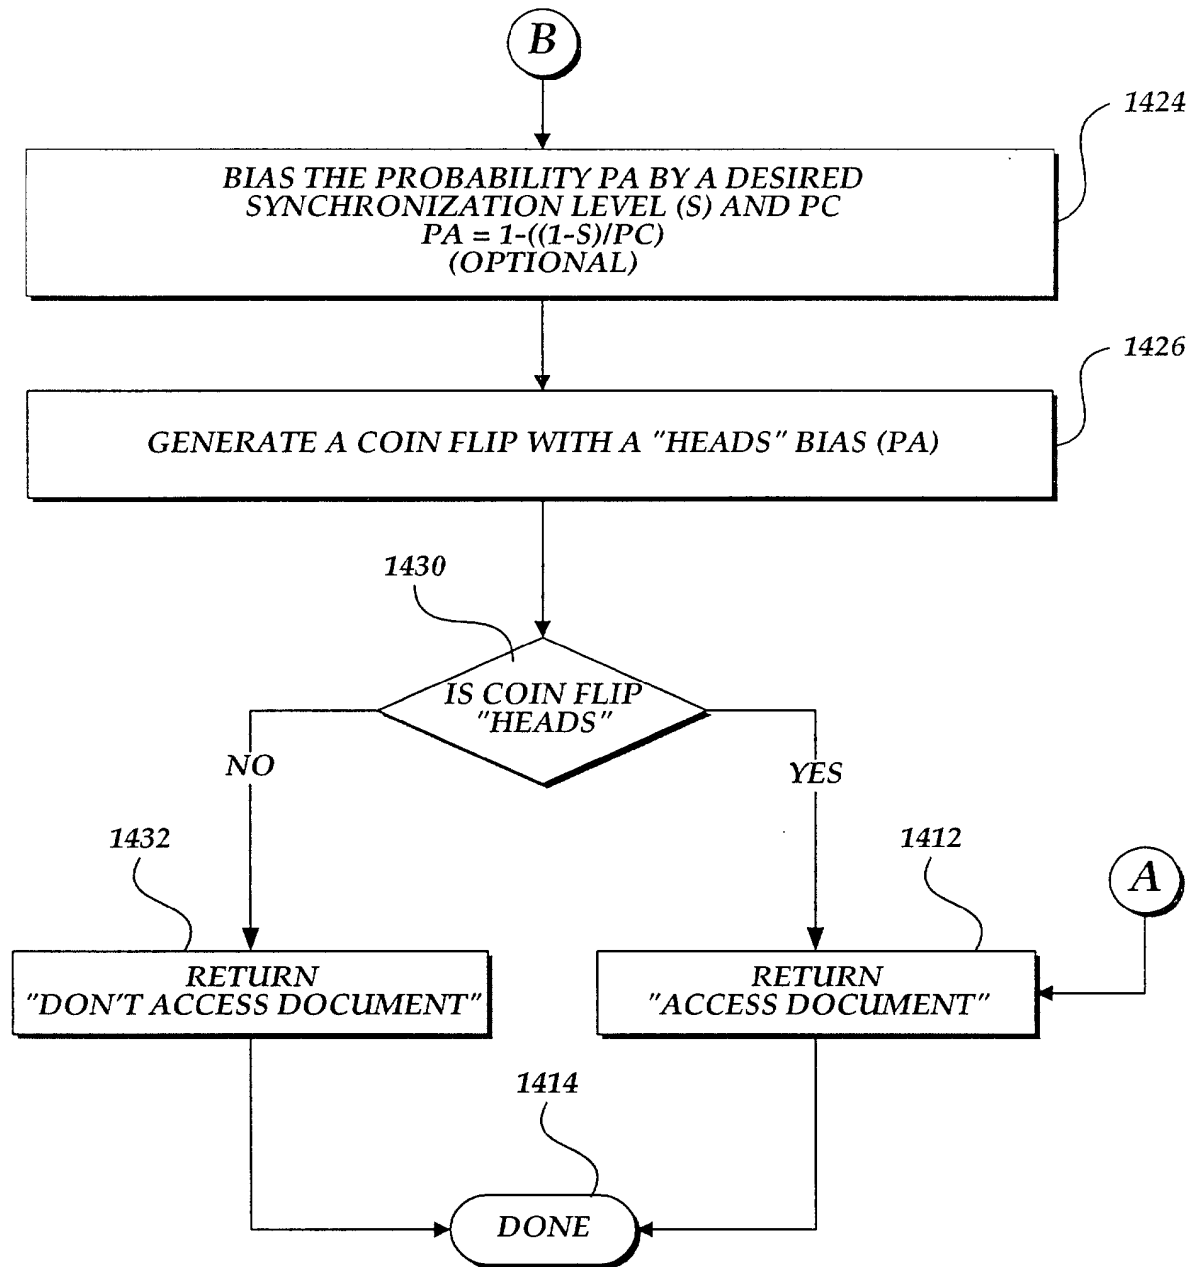 B
1424
BIAS THE PROBABILITY PA BY A DESIRED
SYNCHRONIZATION LEVEL (S) AND PC
PA = 1-((1-S)/PC)
(OPTIONAL)
1426
GENERATE A COIN FLIP WITH A "HEADS" BIAS (PA)
1430
IS COIN FLIP
"HEADS"
NO
YES
1432
1412
A
RETURN
"DON'T ACCESS DOCUMENT"
RETURN
"ACCESS DOCUMENT"
1414
DONE